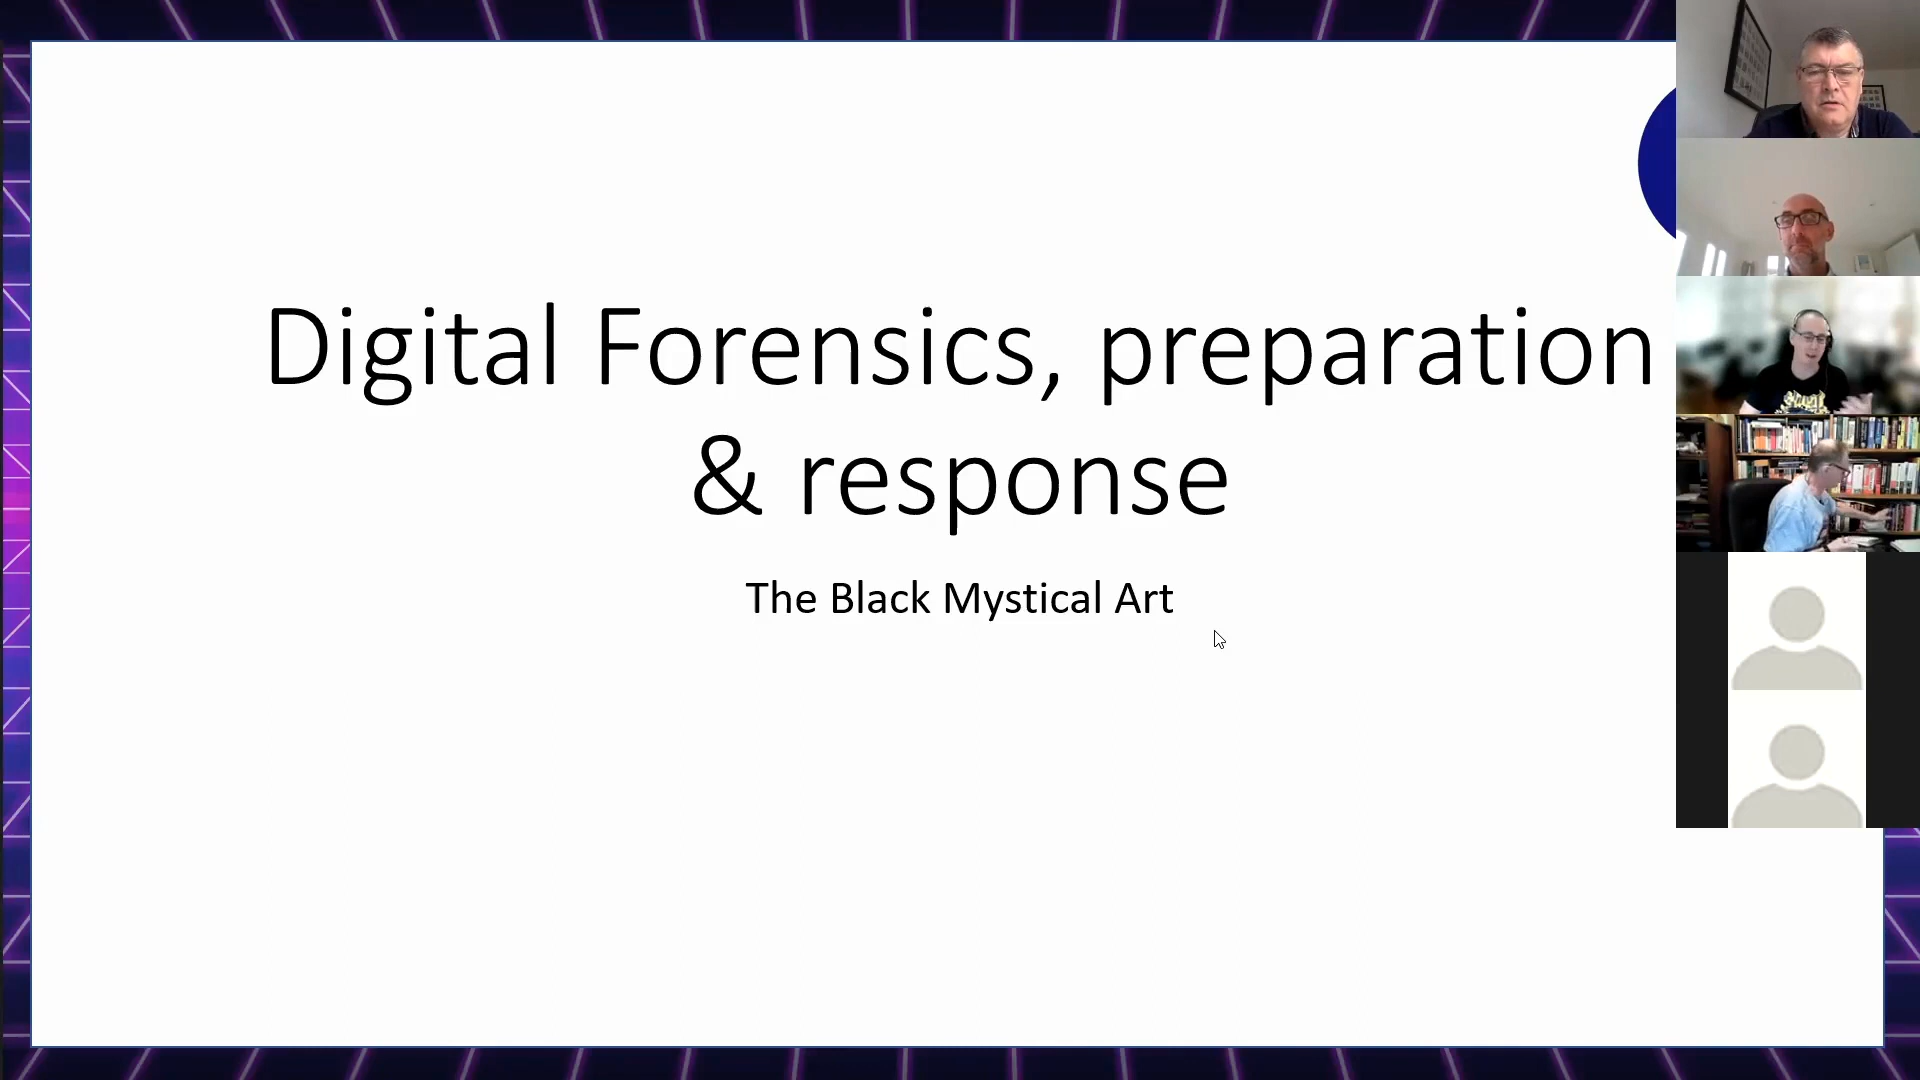 Digital Forensics, preparation
& response
The Black Mystical Art